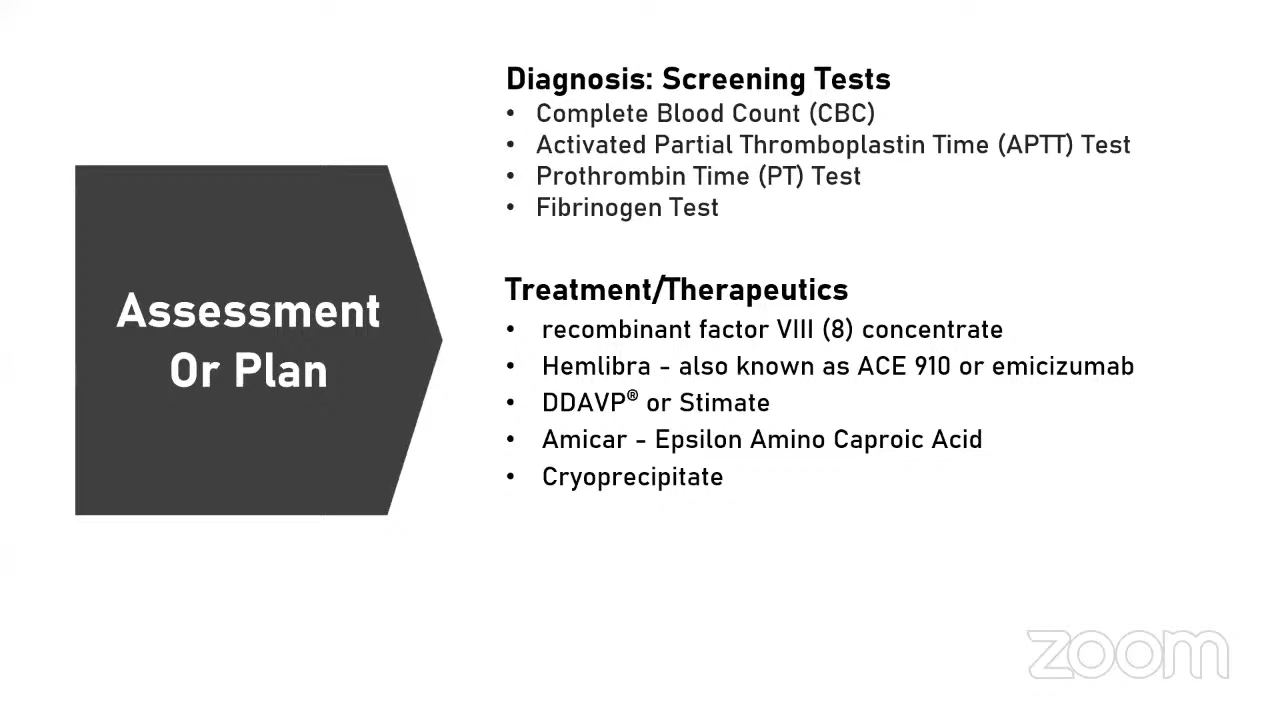 Assessment
Or Plan
Diagnosis: Screening Tests
• Complete Blood Count (CBC)
• Activated Partial Thromboplastin Time (APTT) Test
• Prothrombin Time (PT) Test
• Fibrinogen Test
Treatment/Therapeutics
• recombinant factor VIII (8) concentrate
• Hemlibra - also known as ACE 910 or emicizumab
• DDAVP® or Stimate
• Amicar - Epsilon Amino Caproic Acid
• Cryoprecipitate
zoom